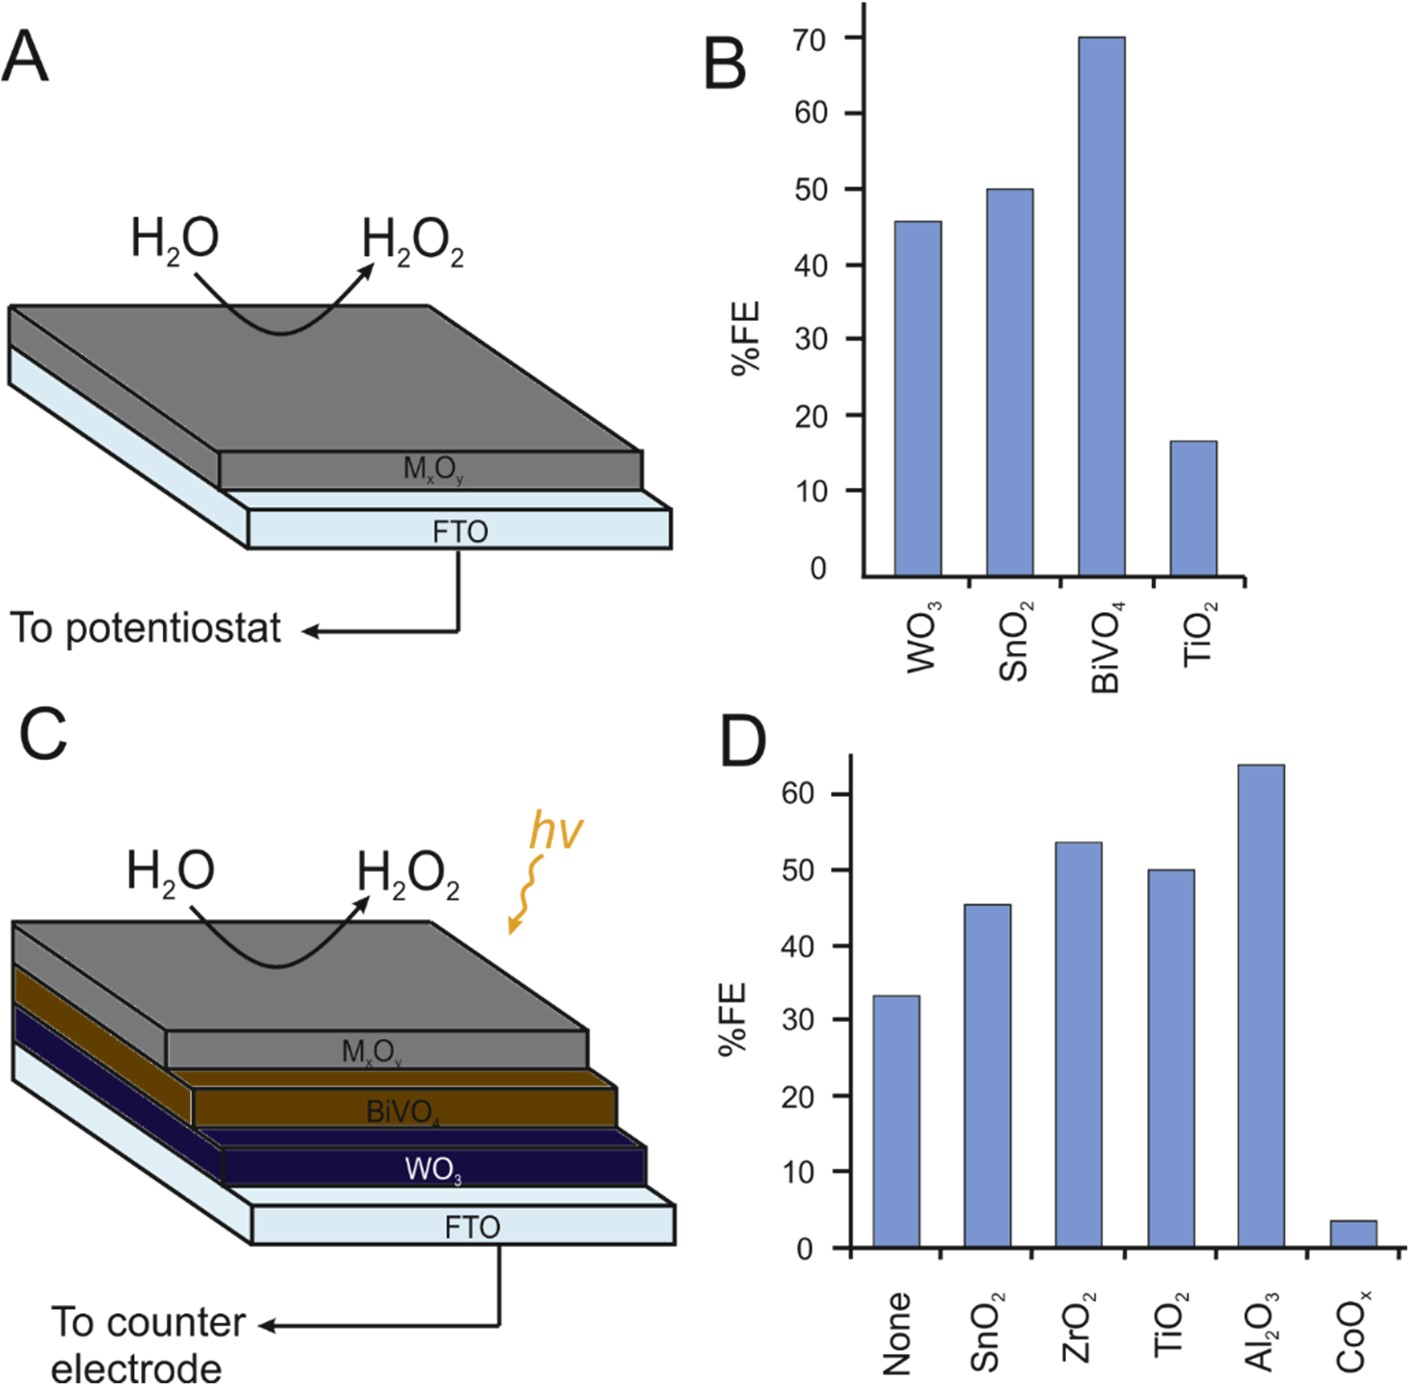 A
H₂O
H₂O₂
MₓOᵧ
FTO
To potentiostat
B
%FE
70
60
50
40
30
20
10
0
WO₃
SnO₂
BiVO₄
TiO₂
C
hv
H₂O
H₂O₂
MₓOᵧ
BiVO₄
WO₃
FTO
To counter
electrode
D
%FE
60
50
40
30
20
10
0
None
SnO₂
ZrO₂
TiO₂
Al₂O₃
CoOₓ